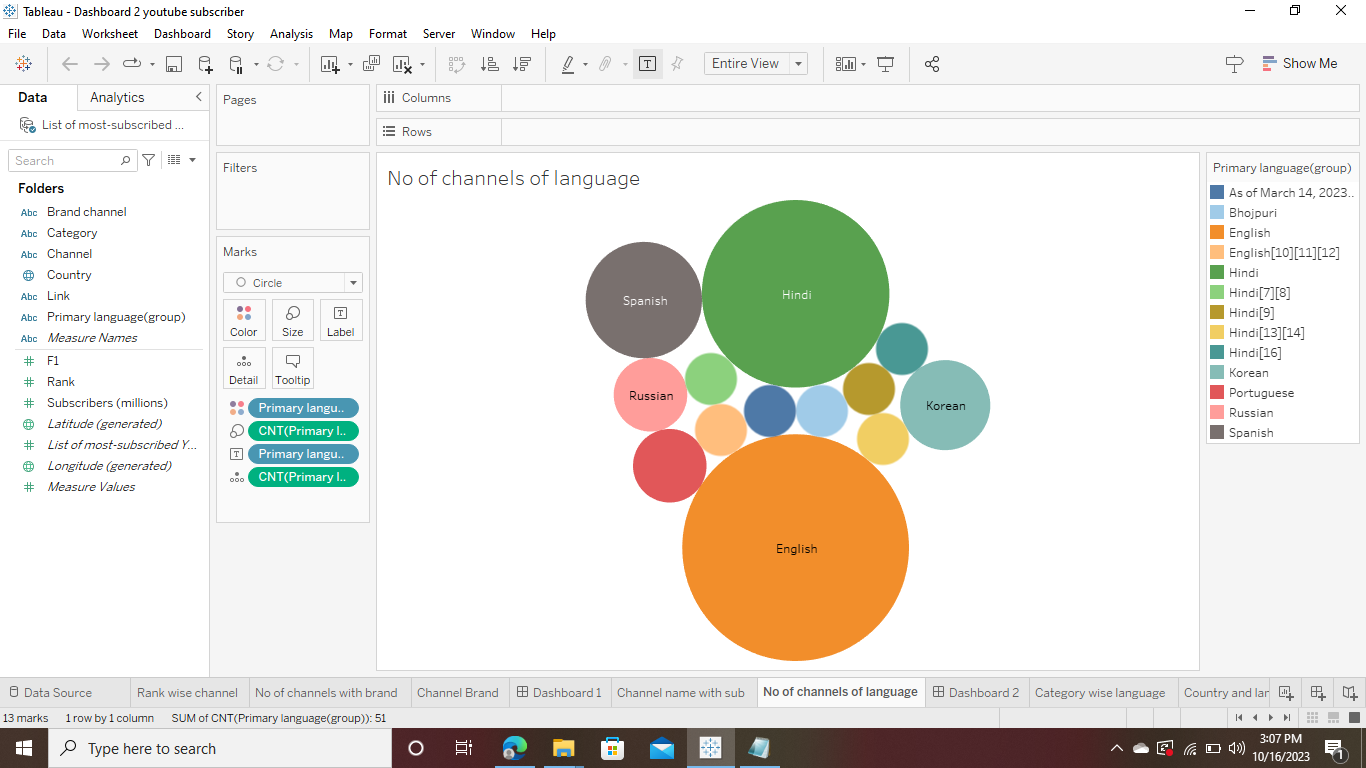 Tableau - Dashboard 2 youtube subscriber
File Data Worksheet Dashboard Story Analysis Map Format Server Window Help
Entire View
Show Me
Data Analytics
List of most-subscribed ...
Search
Folders
Abc Brand channel
Abc Category
Abc Channel
Country
Abc Link
Abc Primary language(group)
Abc Measure Names
F1
Rank
Subscribers (millions)
Latitude (generated)
List of most-subscribed Y...
Longitude (generated)
Measure Values
Pages
Filters
Marks
Circle
Color Size Label
Detail Tooltip
Primary langu..
CNT(Primary l..
Primary langu..
CNT(Primary l..
Columns
Rows
No of channels of language
Spanish
Hindi
Russian
Korean
English
Primary language(group)
As of March 14, 2023..
Bhojpuri
English
English[10][11][12]
Hindi
Hindi[7][8]
Hindi[9]
Hindi[13][14]
Hindi[16]
Korean
Portuguese
Russian
Spanish
Data Source Rank wise channel No of channels with brand Channel Brand Dashboard 1 Channel name with sub No of channels of language Dashboard 2 Category wise language Country and lan
13 marks 1 row by 1 column SUM of CNT(Primary language(group)): 51
Type here to search
3:07 PM
10/16/2023
1